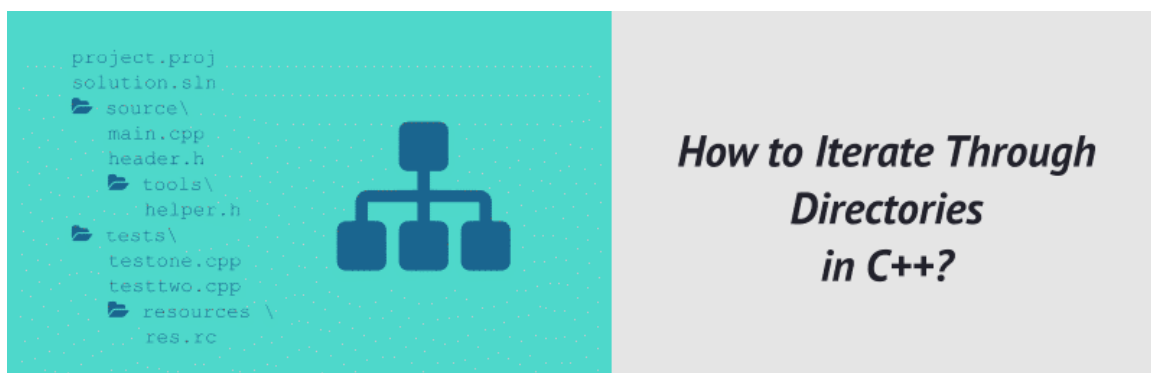 project.proj
solution.sln
source\
main.cpp
header.h
tools\
helper.h
tests\
testone.cpp
testtwo.cpp
resources \
res.rc
How to Iterate Through
Directories
in C++?